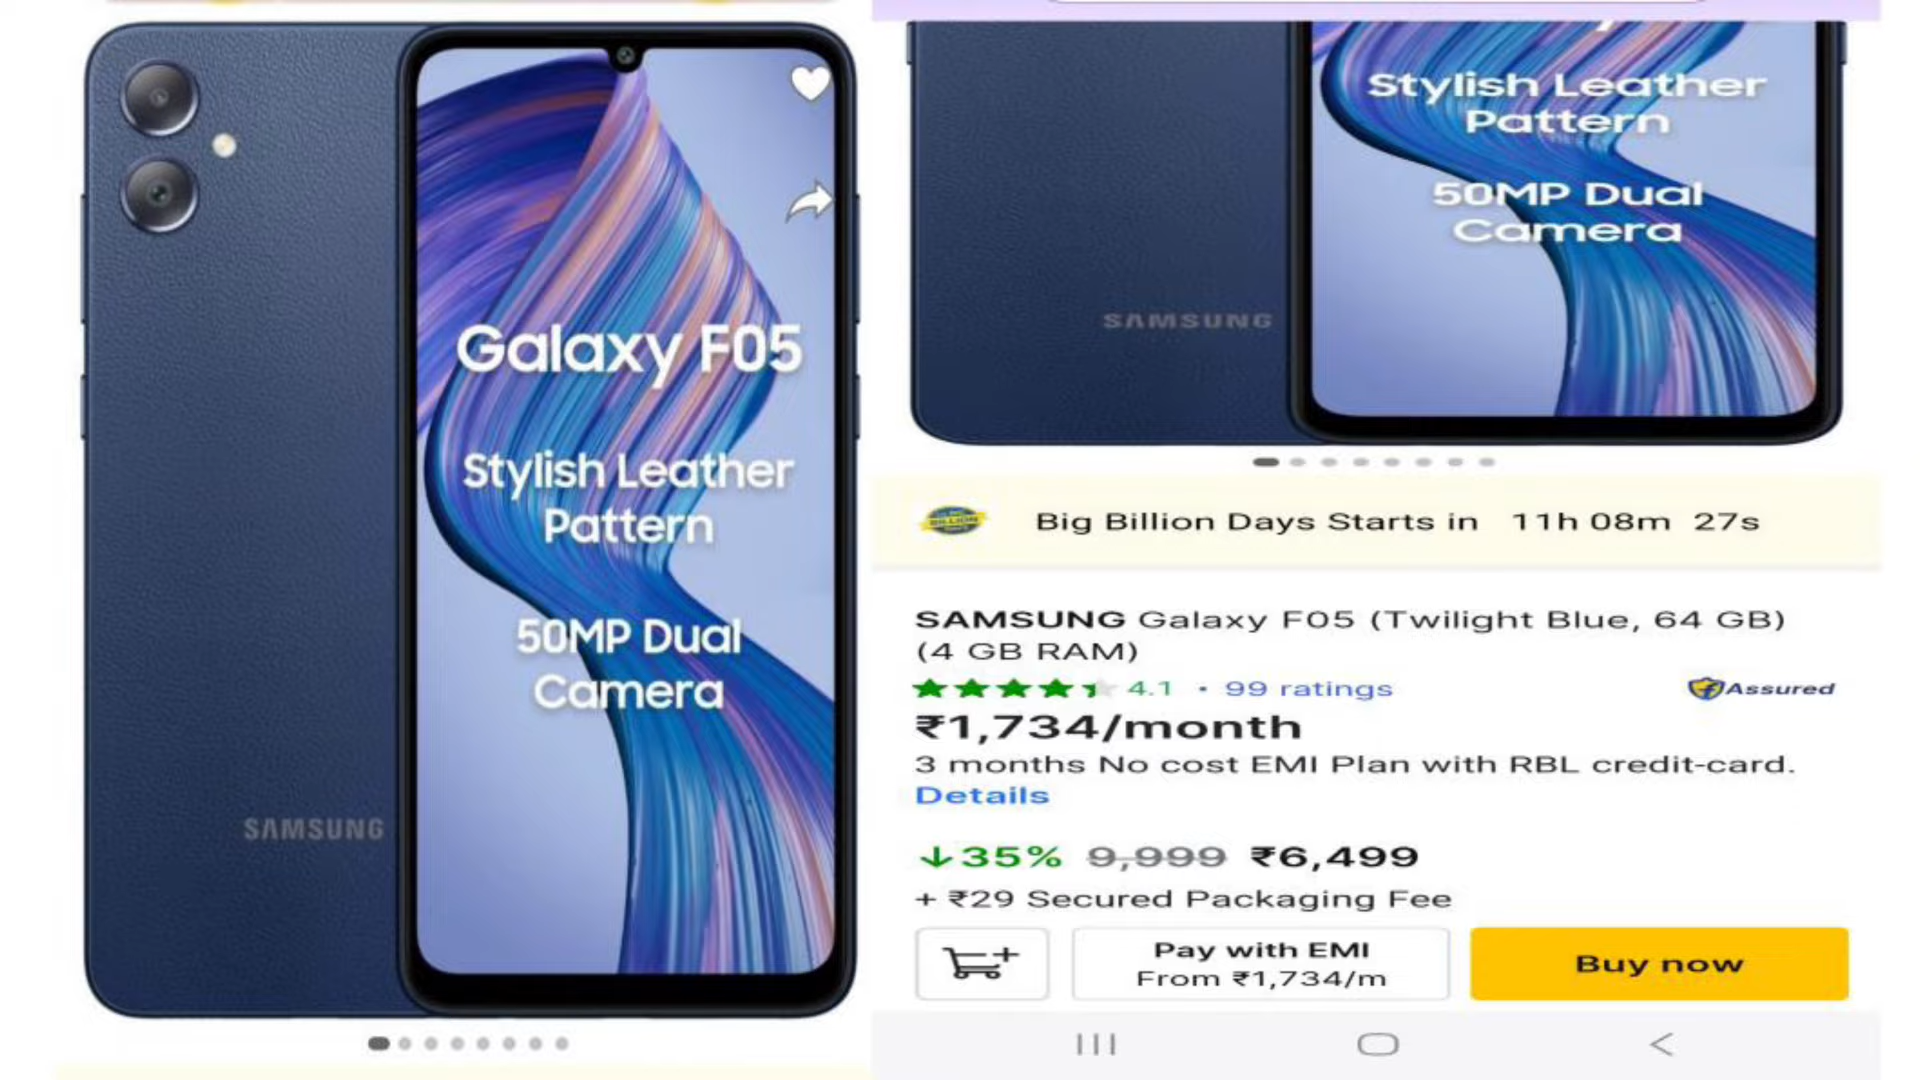 Galaxy F05
Stylish Leather
Pattern
50MP Dual
Camera
SAMSUNG
Stylish Leather
Pattern
50MP Dual
Camera
SAMSUNG
BILLION
Big Billion Days Starts in 11h 08m 27s
SAMSUNG Galaxy F05 (Twilight Blue, 64 GB)
(4 GB RAM)
4.1 • 99 ratings
Assured
₹1,734/month
3 months No cost EMI Plan with RBL credit-card.
Details
↓35% 9,999 ₹6,499
+ ₹29 Secured Packaging Fee
Pay with EMI
From ₹1,734/m
Buy now